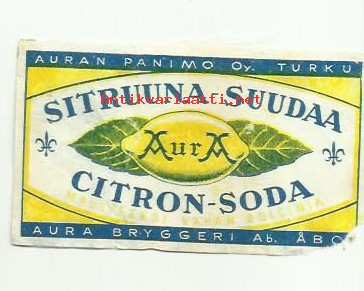 AURAN PANIMO Oy. TURKU
SITRUUNA SUUDAA
antikvariaatti.net
AurA
CITRON-SODA
AURA BRYGGERI AB. ÅBO